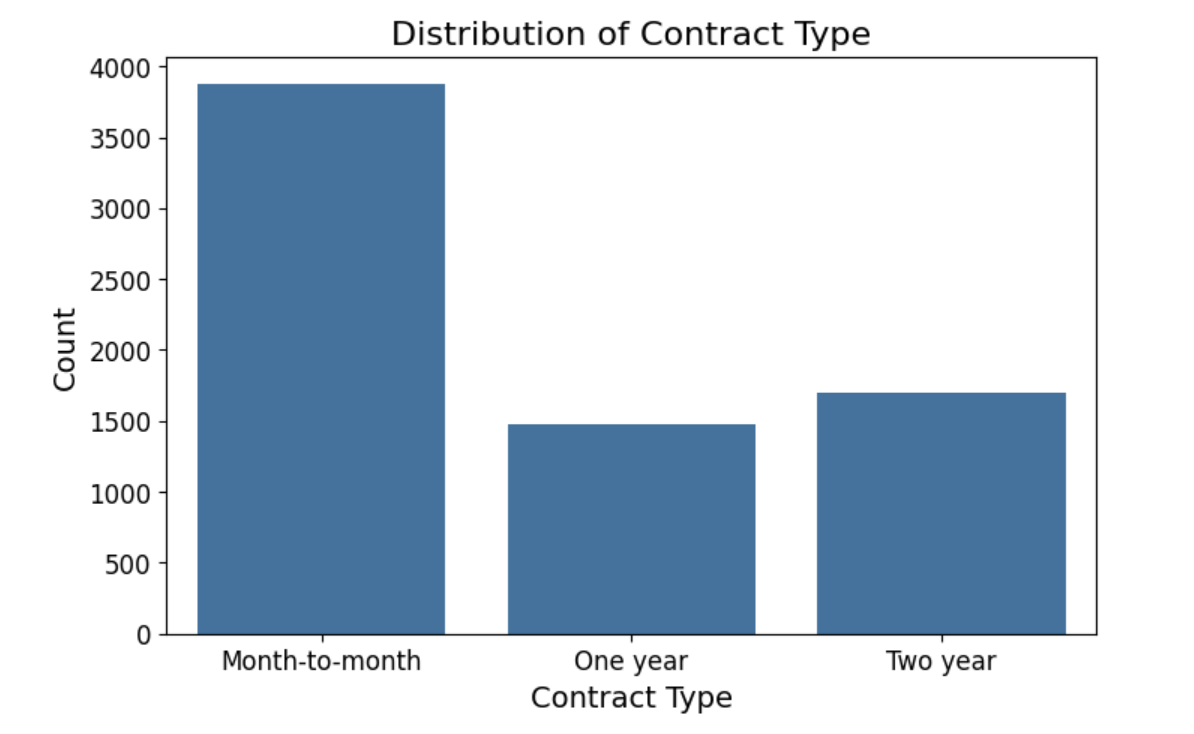 Distribution of Contract Type
4000
3500
3000
2500
2000
1500
1000
500
0
Count
Month-to-month
One year
Two year
Contract Type